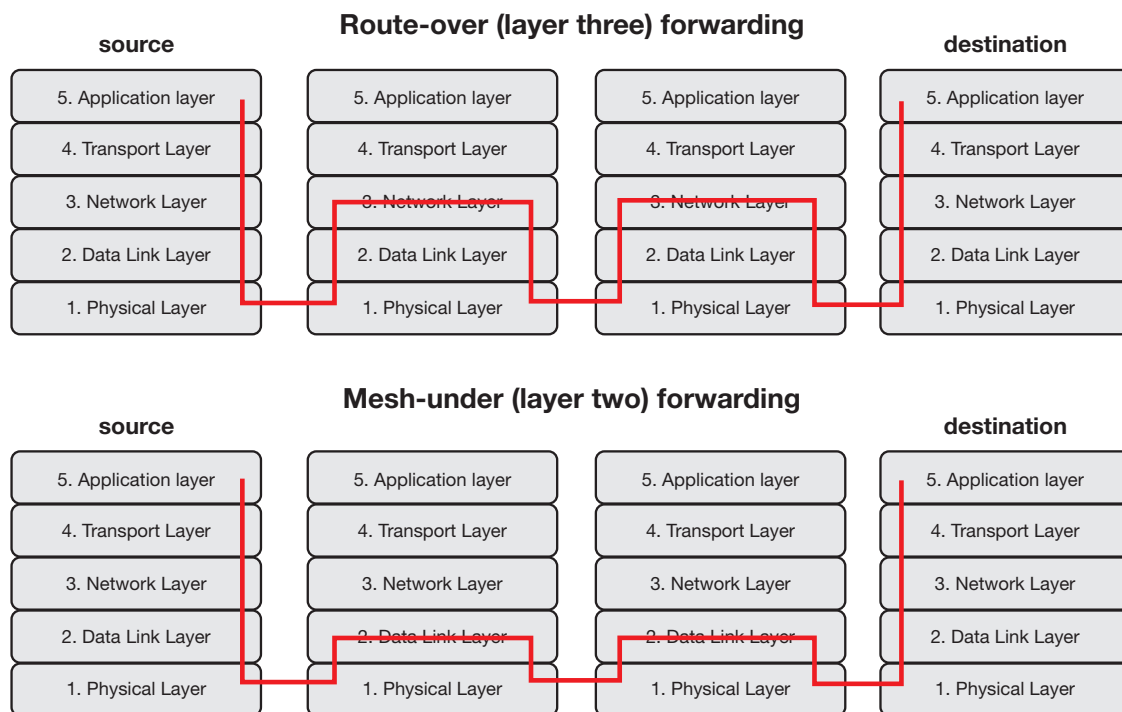 Route-over (layer three) forwarding
source
destination
5. Application layer
5. Application layer
5. Application layer
5. Application layer
4. Transport Layer
4. Transport Layer
4. Transport Layer
4. Transport Layer
3. Network Layer
3. Network Layer
3. Network Layer
3. Network Layer
2. Data Link Layer
2. Data Link Layer
2. Data Link Layer
2. Data Link Layer
1. Physical Layer
1. Physical Layer
1. Physical Layer
1. Physical Layer
Mesh-under (layer two) forwarding
source
destination
5. Application layer
5. Application layer
5. Application layer
5. Application layer
4. Transport Layer
4. Transport Layer
4. Transport Layer
4. Transport Layer
3. Network Layer
3. Network Layer
3. Network Layer
3. Network Layer
2. Data Link Layer
2. Data Link Layer
2. Data Link Layer
2. Data Link Layer
1. Physical Layer
1. Physical Layer
1. Physical Layer
1. Physical Layer